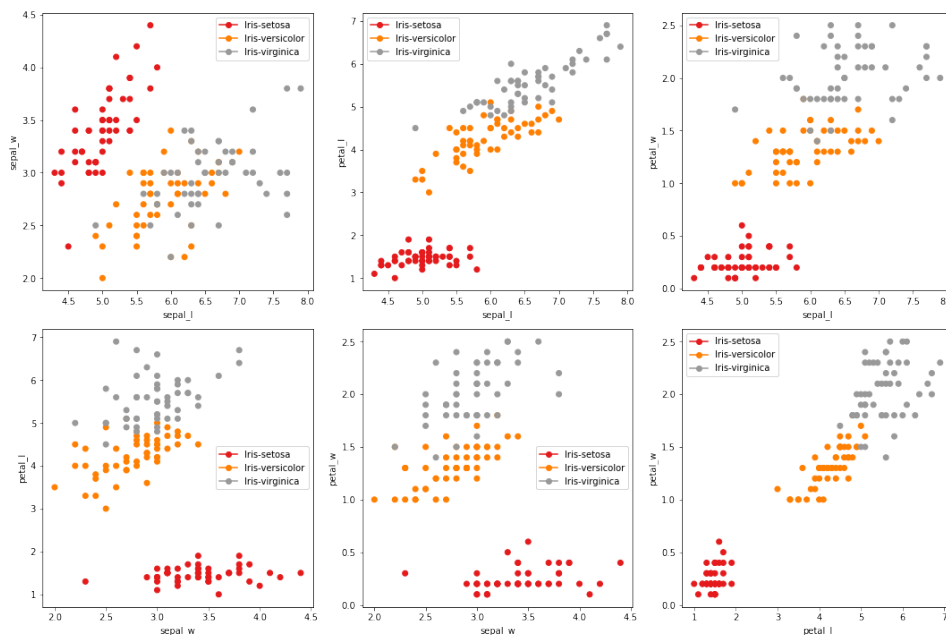 4.5
4.0
3.5
3.0
2.5
2.0
sepal_w
Iris-setosa
Iris-versicolor
Iris-virginica
4.5 5.0 5.5 6.0 6.5 7.0 7.5 8.0
sepal_l
7
6
5
4
3
2
1
petal_l
Iris-setosa
Iris-versicolor
Iris-virginica
4.5 5.0 5.5 6.0 6.5 7.0 7.5 8.0
sepal_l
2.5
2.0
1.5
1.0
0.5
0.0
petal_w
Iris-setosa
Iris-versicolor
Iris-virginica
4.5 5.0 5.5 6.0 6.5 7.0 7.5 8.0
sepal_l
7
6
5
4
3
2
1
petal_l
Iris-setosa
Iris-versicolor
Iris-virginica
2.0 2.5 3.0 3.5 4.0 4.5
sepal_w
2.5
2.0
1.5
1.0
0.5
0.0
petal_w
Iris-setosa
Iris-versicolor
Iris-virginica
2.0 2.5 3.0 3.5 4.0 4.5
sepal_w
2.5
2.0
1.5
1.0
0.5
0.0
petal_w
Iris-setosa
Iris-versicolor
Iris-virginica
1 2 3 4 5 6 7
petal_l